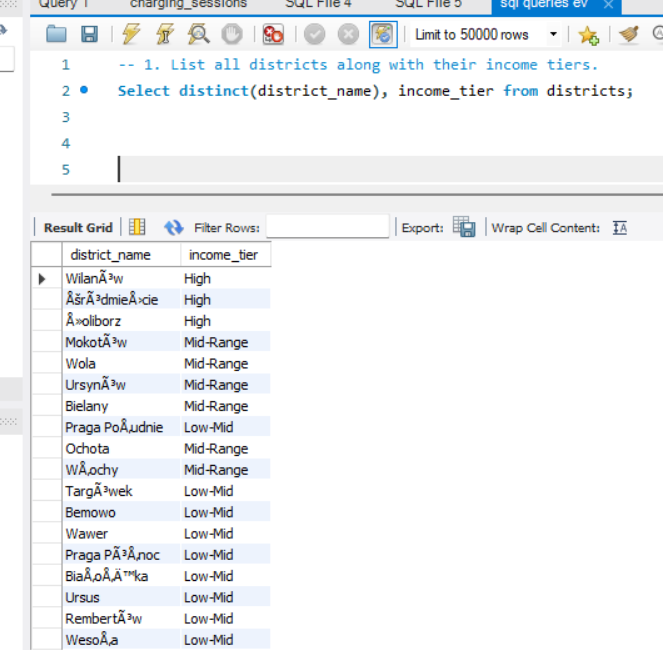 Query 1 charging_sessions SQL File 4 SQL File 5 sql queries ev
Limit to 50000 rows
1 -- 1. List all districts along with their income tiers.
2 Select distinct(district_name), income_tier from districts;
3
4
5
Result Grid Filter Rows: Export: Wrap Cell Content:
district_name income_tier
WilanÃ³w High
ÅšrÃ³dmieÅ›cie High
Å»oliborz High
MokotÃ³w Mid-Range
Wola Mid-Range
UrsynÃ³w Mid-Range
Bielany Mid-Range
Praga PoÅ‚udnie Low-Mid
Ochota Mid-Range
WÅ‚ochy Mid-Range
TargÃ³wek Low-Mid
Bemowo Low-Mid
Wawer Low-Mid
Praga PÃ³Å‚noc Low-Mid
BiaÅ‚oÅ‚Ä™ka Low-Mid
Ursus Low-Mid
RembertÃ³w Low-Mid
WesoÅ‚a Low-Mid